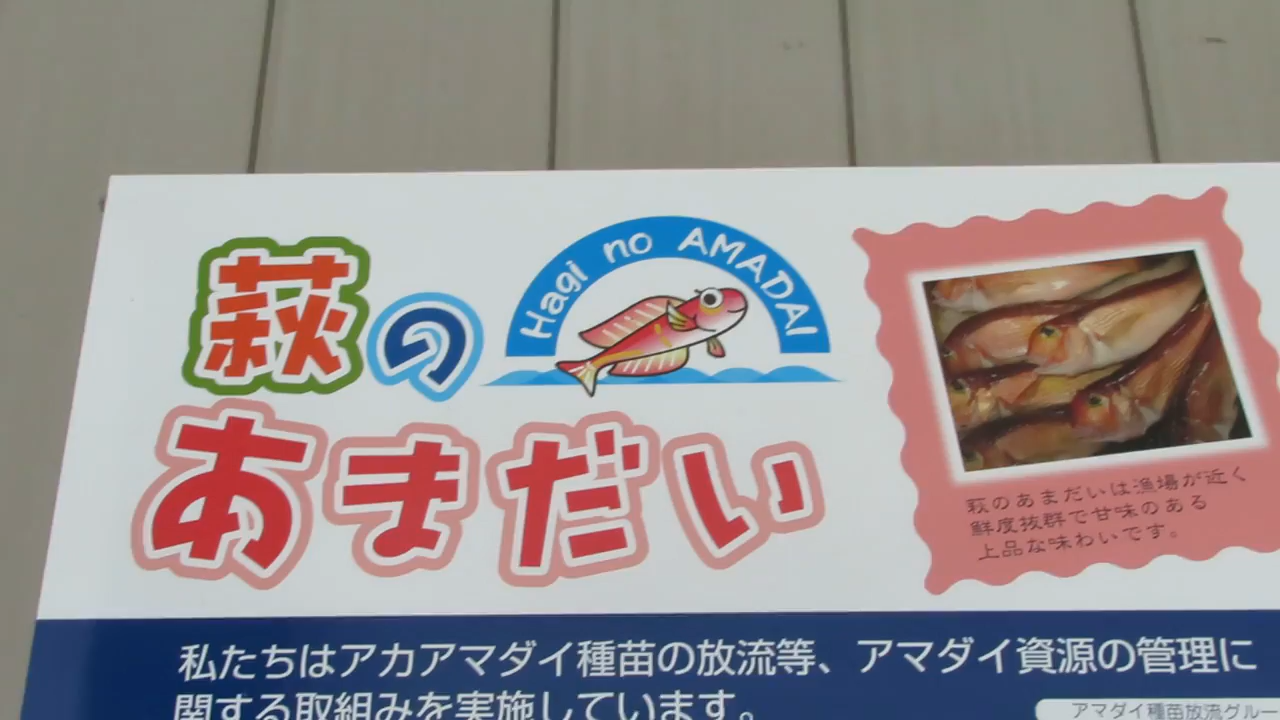 萩の
Hagi no AMADAI
あまだい
萩のあまだいは漁場が近く
鮮度抜群で甘味のある
上品な味わいです。
私たちはアカアマダイ種苗の放流等、アマダイ資源の管理に
関する取組みを実施しています。
アマダイ種苗放流グルー